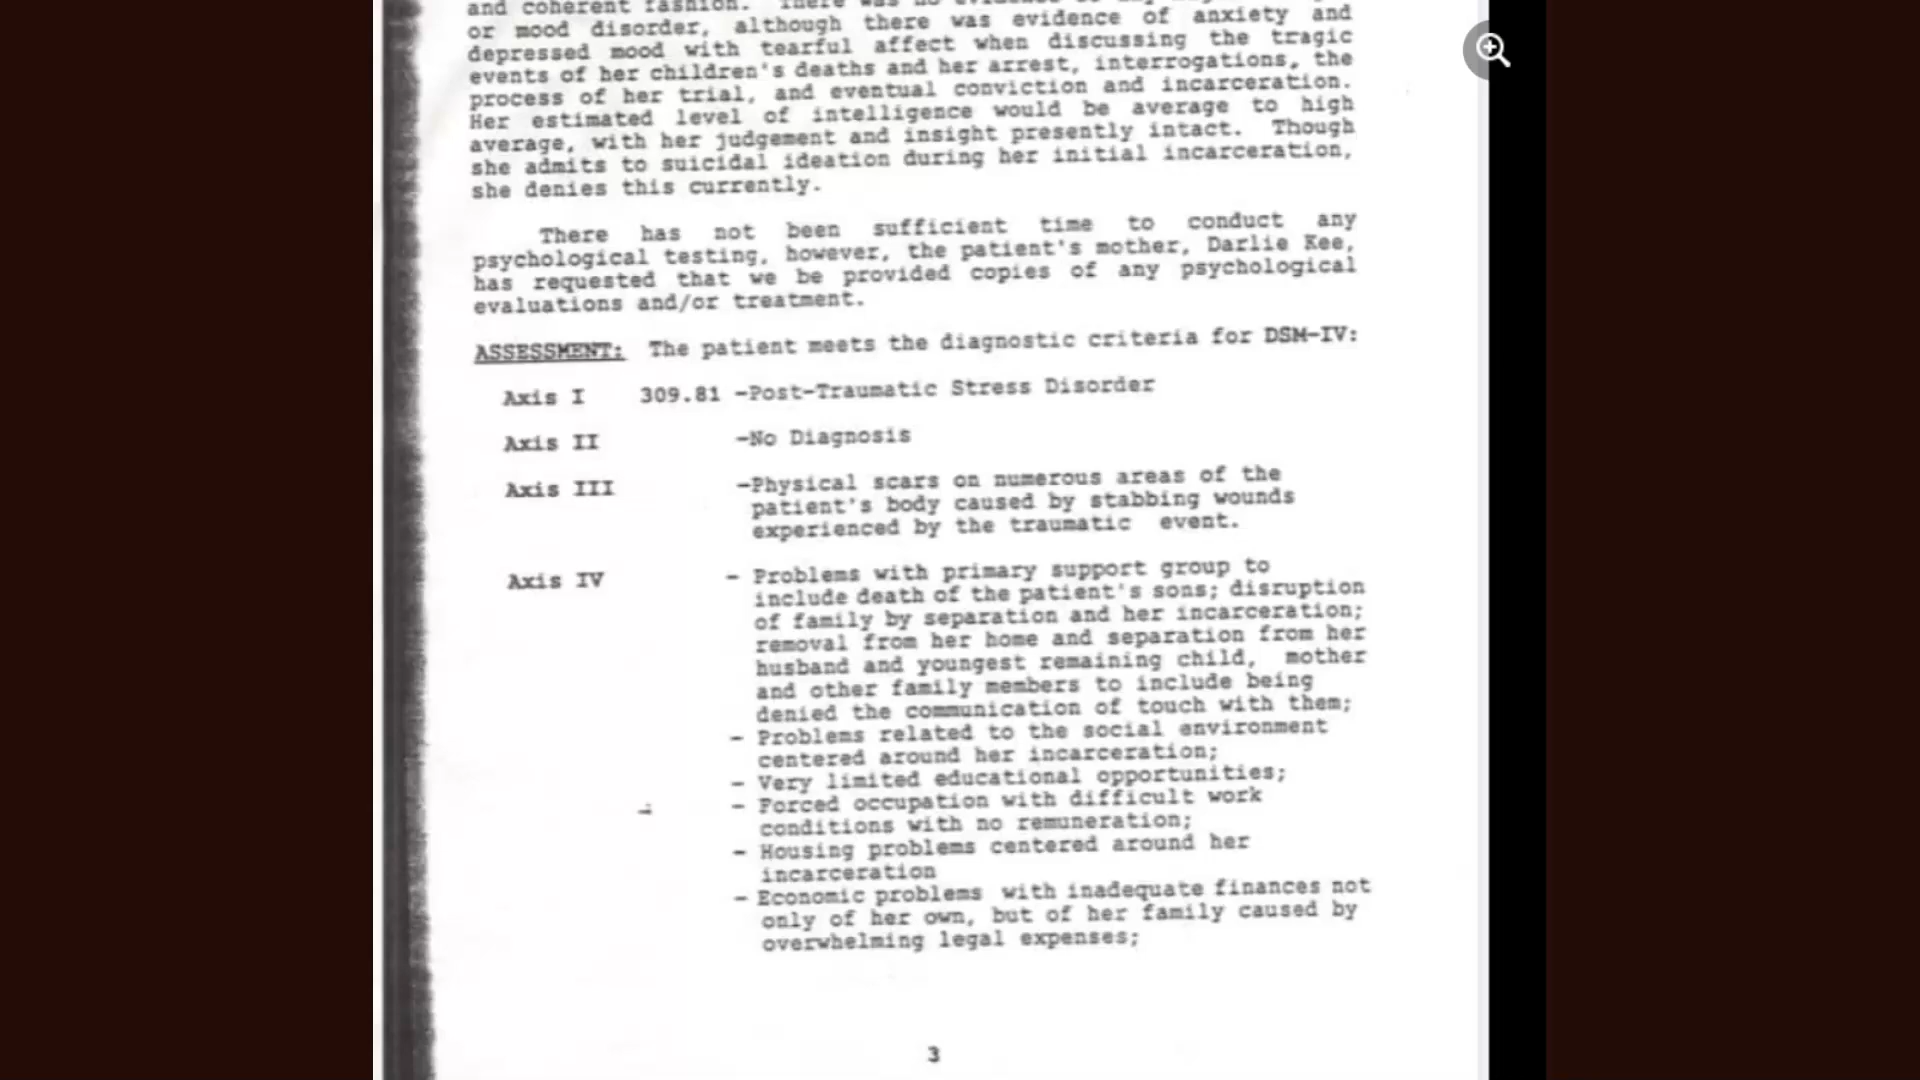 and coherent fashion. There was no evidence
or mood disorder, although there was evidence of anxiety and
depressed mood with tearful affect when discussing the tragic
events of her children's deaths and her arrest, interrogations, the
process of her trial, and eventual conviction and incarceration.
Her estimated level of intelligence would be average to high
average, with her judgement and insight presently intact. Though
she admits to suicidal ideation during her initial incarceration,
she denies this currently.
There has not been sufficient time to conduct any
psychological testing, however, the patient's mother, Darlie Kee,
has requested that we be provided copies of any psychological
evaluations and/or treatment.
ASSESSMENT: The patient meets the diagnostic criteria for DSM-IV:
Axis I 309.81 -Post-Traumatic Stress Disorder
Axis II -No Diagnosis
Axis III -Physical scars on numerous areas of the
patient's body caused by stabbing wounds
experienced by the traumatic event.
Axis IV - Problems with primary support group to
include death of the patient's sons; disruption
of family by separation and her incarceration;
removal from her home and separation from her
husband and youngest remaining child, mother
and other family members to include being
denied the communication of touch with them;
- Problems related to the social environment
centered around her incarceration;
- Very limited educational opportunities;
- Forced occupation with difficult work
conditions with no remuneration;
- Housing problems centered around her
incarceration
- Economic problems with inadequate finances not
only of her own, but of her family caused by
overwhelming legal expenses;
3